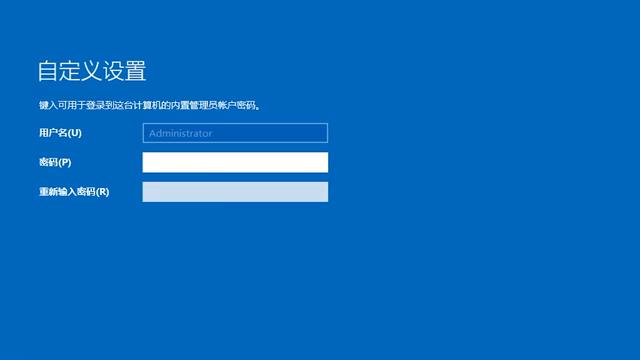 自定义设置
键入可用于登录到这台计算机的内置管理员帐户密码。
用户名(U)
Administrator
密码(P)
重新输入密码(R)